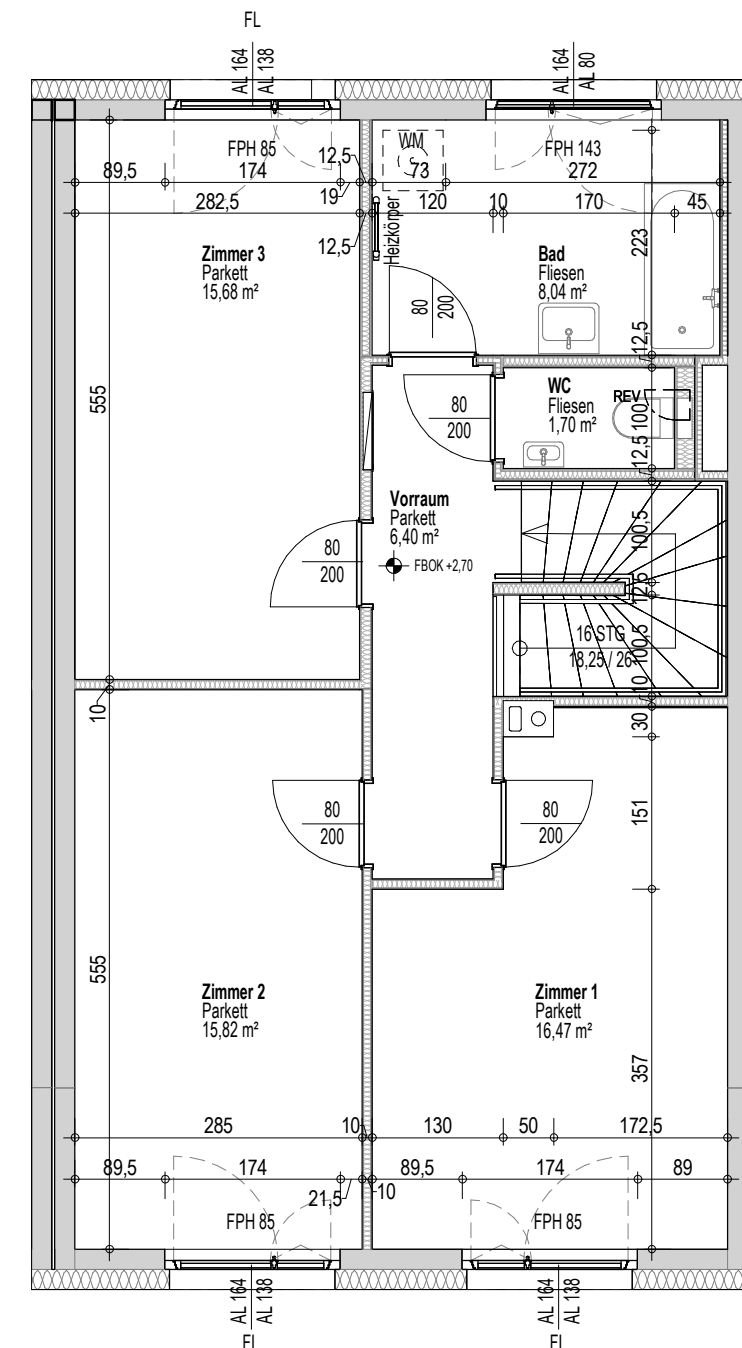 FL
AL 164
AL 138
AL 164
AL 80
FPH 85
WM
FPH 143
12,5
89,5
174
19
73
272
282,5
12,5
120
10
170
45
Heizkörper
223
Zimmer 3
Parkett
15,68 m²
Bad
Fliesen
8,04 m²
80
200
12,5
WC
Fliesen
1,70 m²
REV
100
12,5
80
200
555
Vorraum
Parkett
6,40 m²
FBOK +2,70
100,5
80
200
12,5
16 STG
18,25 / 26
100,5
10
10
30
80
200
80
200
151
555
Zimmer 2
Parkett
15,82 m²
Zimmer 1
Parkett
16,47 m²
357
285
10
130
50
172,5
89,5
174
21,5
10
89,5
174
89
FPH 85
FPH 85
AL 164
AL 138
AL 164
AL 138
FL
FL